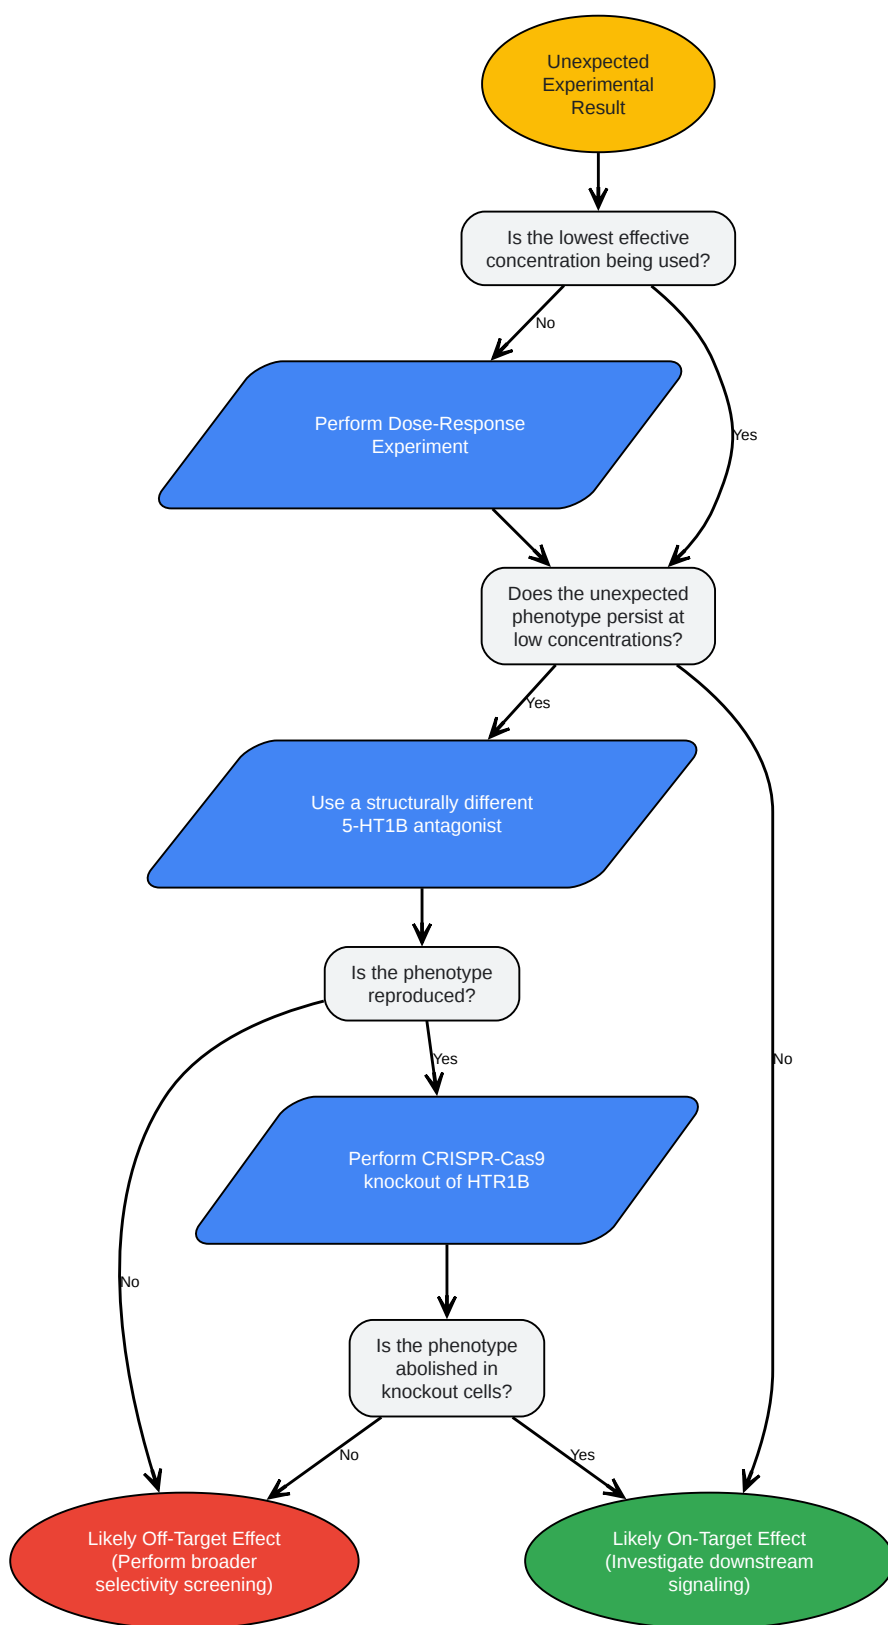 Unexpected
Experimental
Result
Is the lowest effective
concentration being used?
No
Perform Dose-Response
Experiment
Yes
Does the unexpected
phenotype persist at
low concentrations?
Yes
Use a structurally different
5-HT1B antagonist
Is the phenotype
reproduced?
Yes
No
Perform CRISPR-Cas9
knockout of HTR1B
No
Is the phenotype
abolished in
knockout cells?
No
Yes
Likely Off-Target Effect
(Perform broader
selectivity screening)
Likely On-Target Effect
(Investigate downstream
signaling)